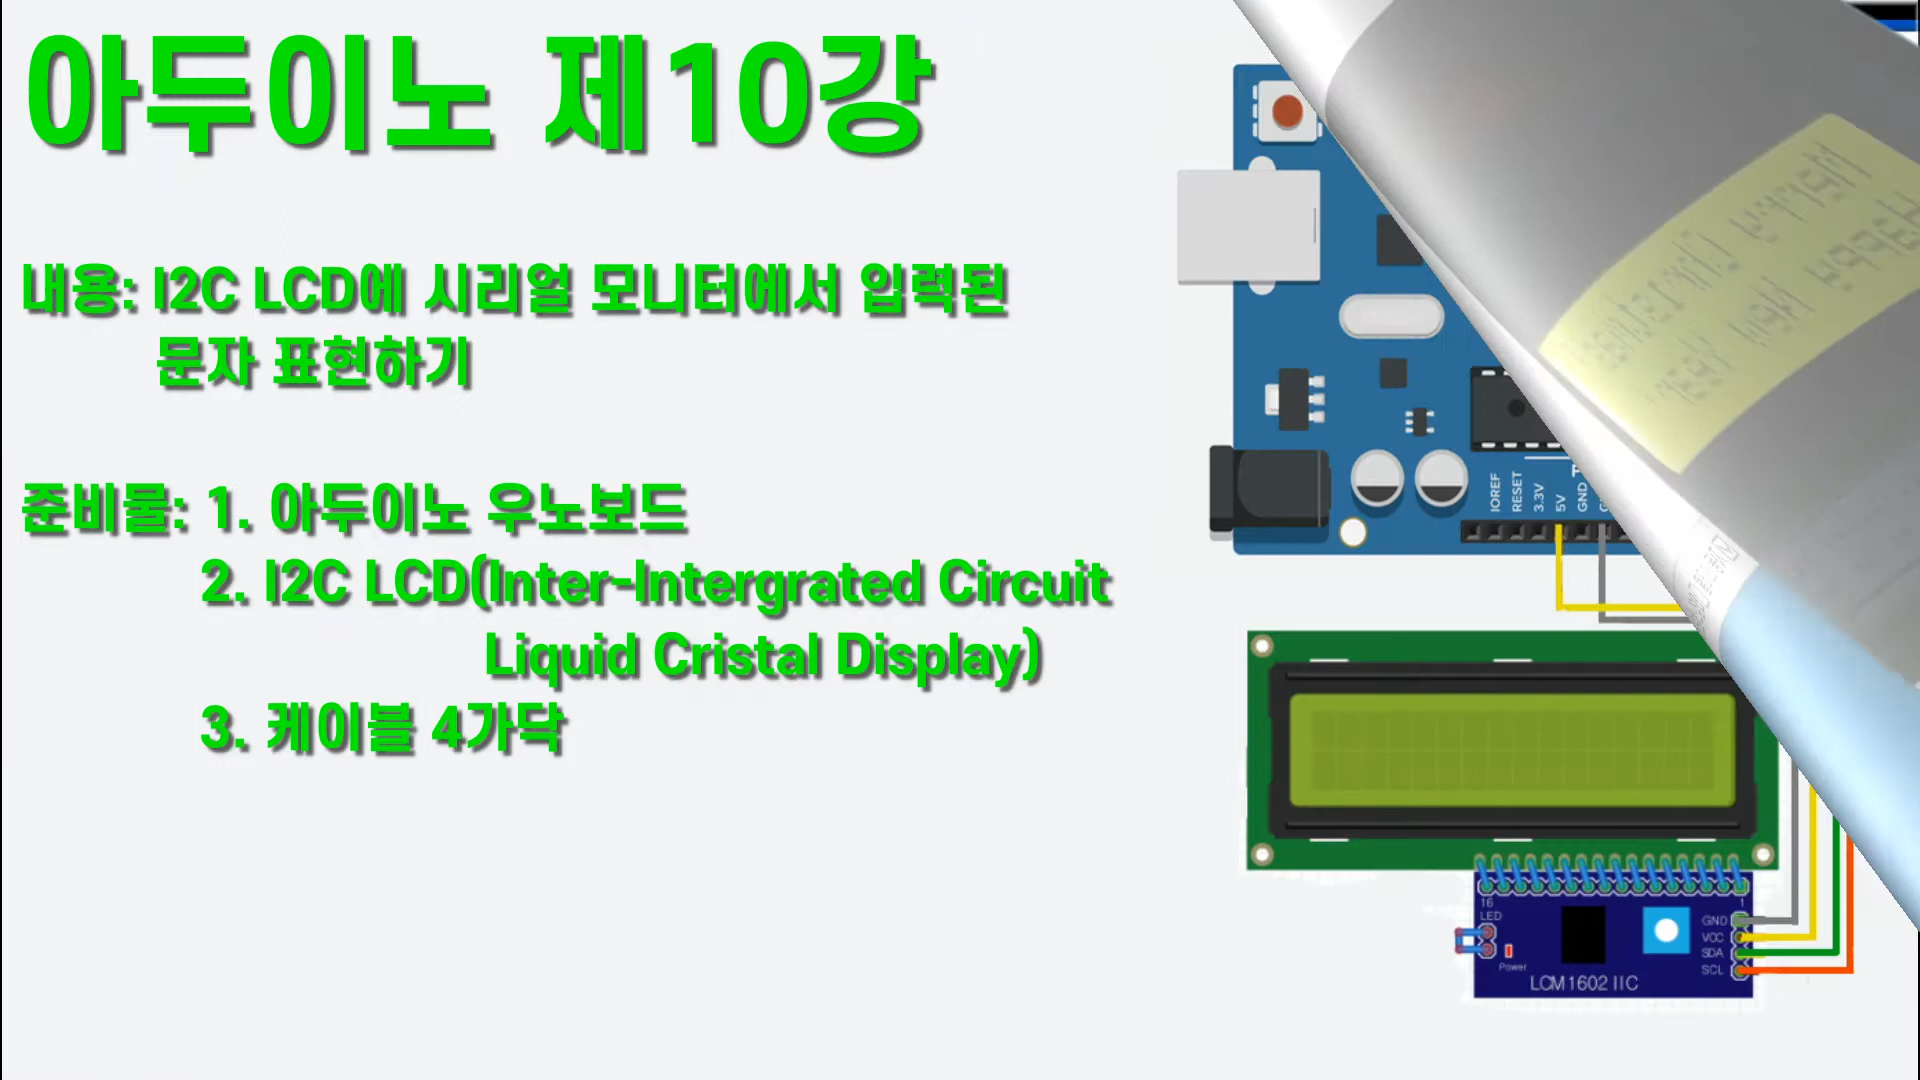 아두이노 제10강
내용: I2C LCD에 시리얼 모니터에서 입력된
문자 표현하기
준비물: 1. 아두이노 우노보드
2. I2C LCD(Inter-Intergrated Circuit
Liquid Cristal Display)
3. 케이블 4가닥
IOREF
RESET
3.3V
5V
GND
16
1
LED
GND
VCC
SDA
SCL
Power
LCM1602 IIC